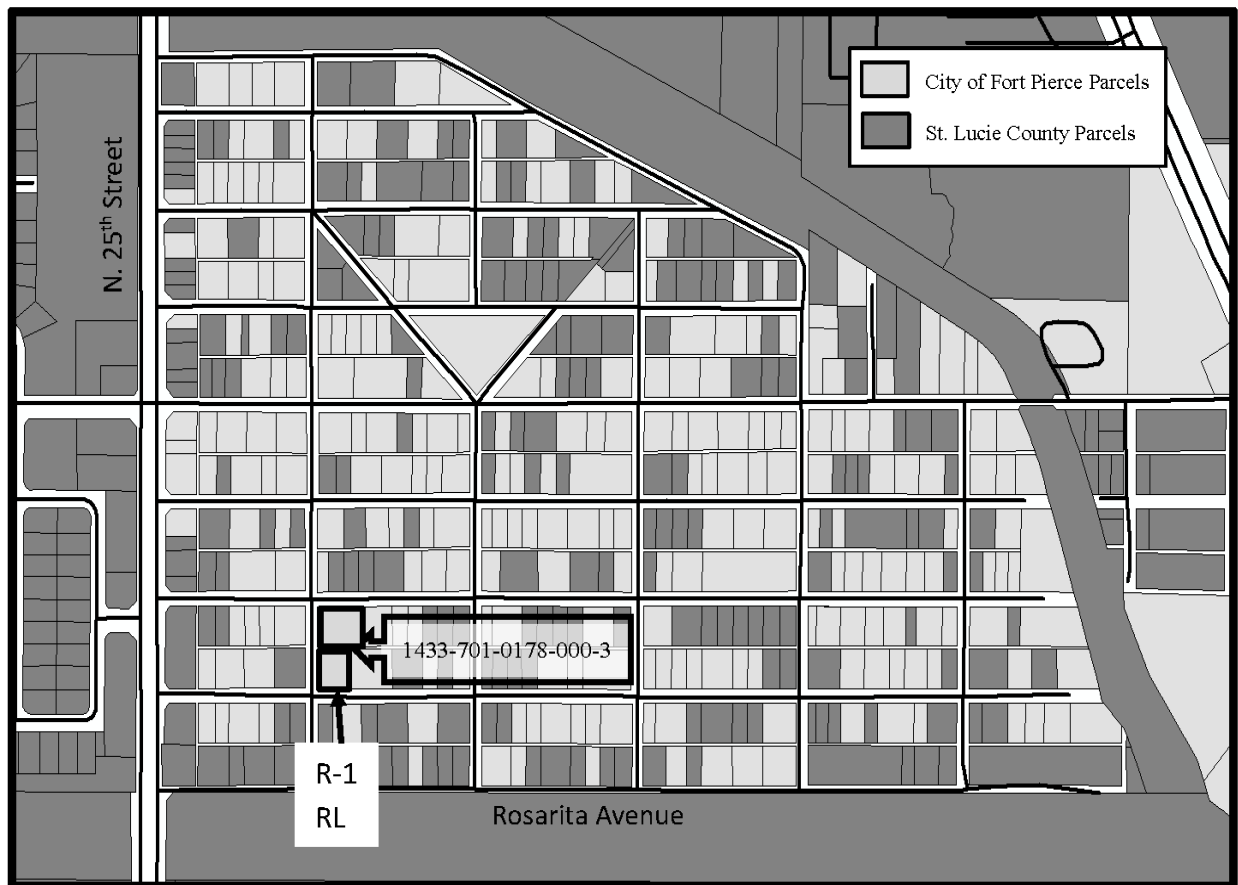 City of Fort Pierce Parcels
St. Lucie County Parcels
N. 25th Street
1433-701-0178-000-3
R-1
RL
Rosarita Avenue